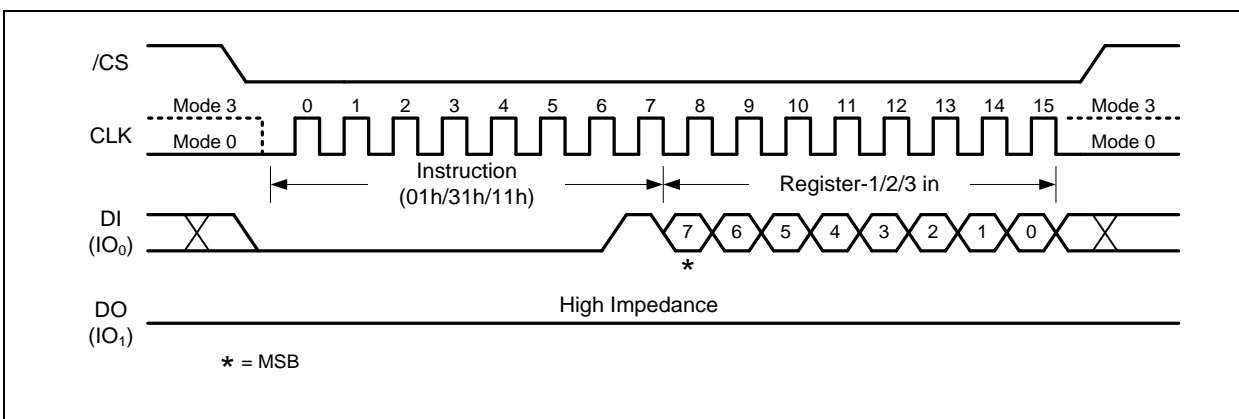 /CS
Mode 3 0 1 2 3 4 5 6 7 8 9 10 11 12 13 14 15 Mode 3
CLK
Mode 0 Mode 0
Instruction
(01h/31h/11h)
Register-1/2/3 in
DI
(IO₀)
7 6 5 4 3 2 1 0
*
High Impedance
DO
(IO₁)
* = MSB